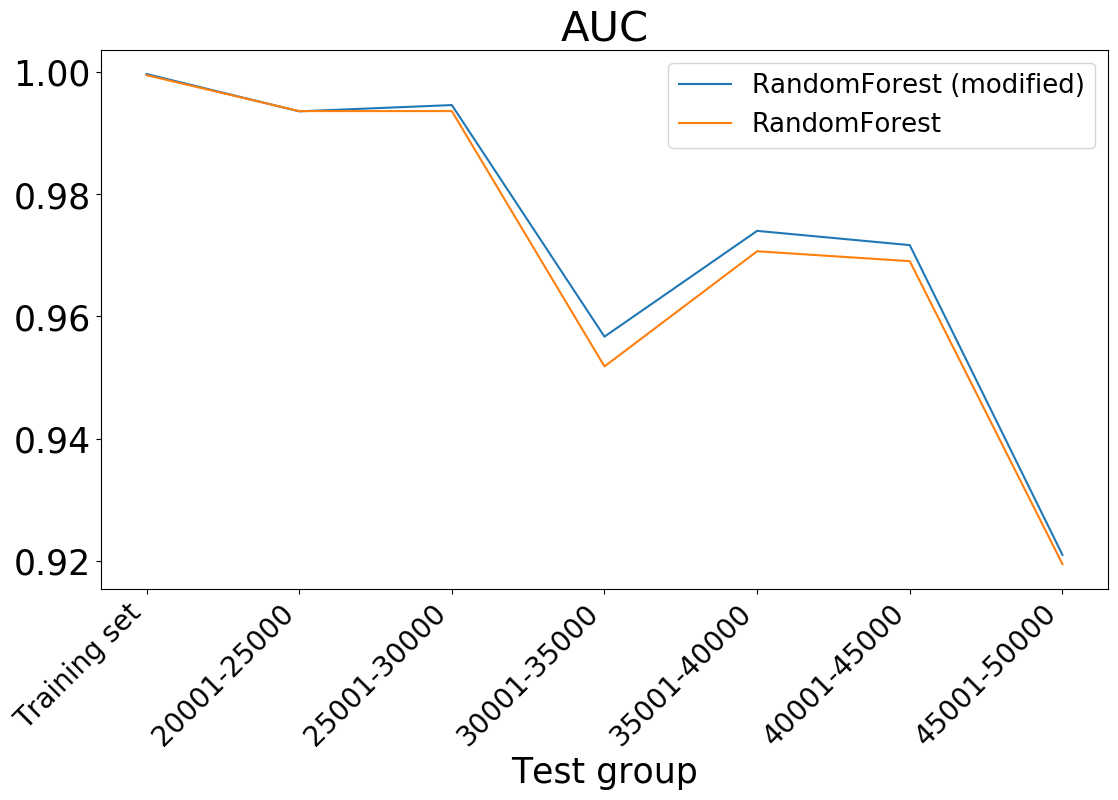 AUC
RandomForest (modified)
RandomForest
1.00
0.98
0.96
0.94
0.92
Training set
20001-25000
25001-30000
30001-35000
35001-40000
40001-45000
45001-50000
Test group